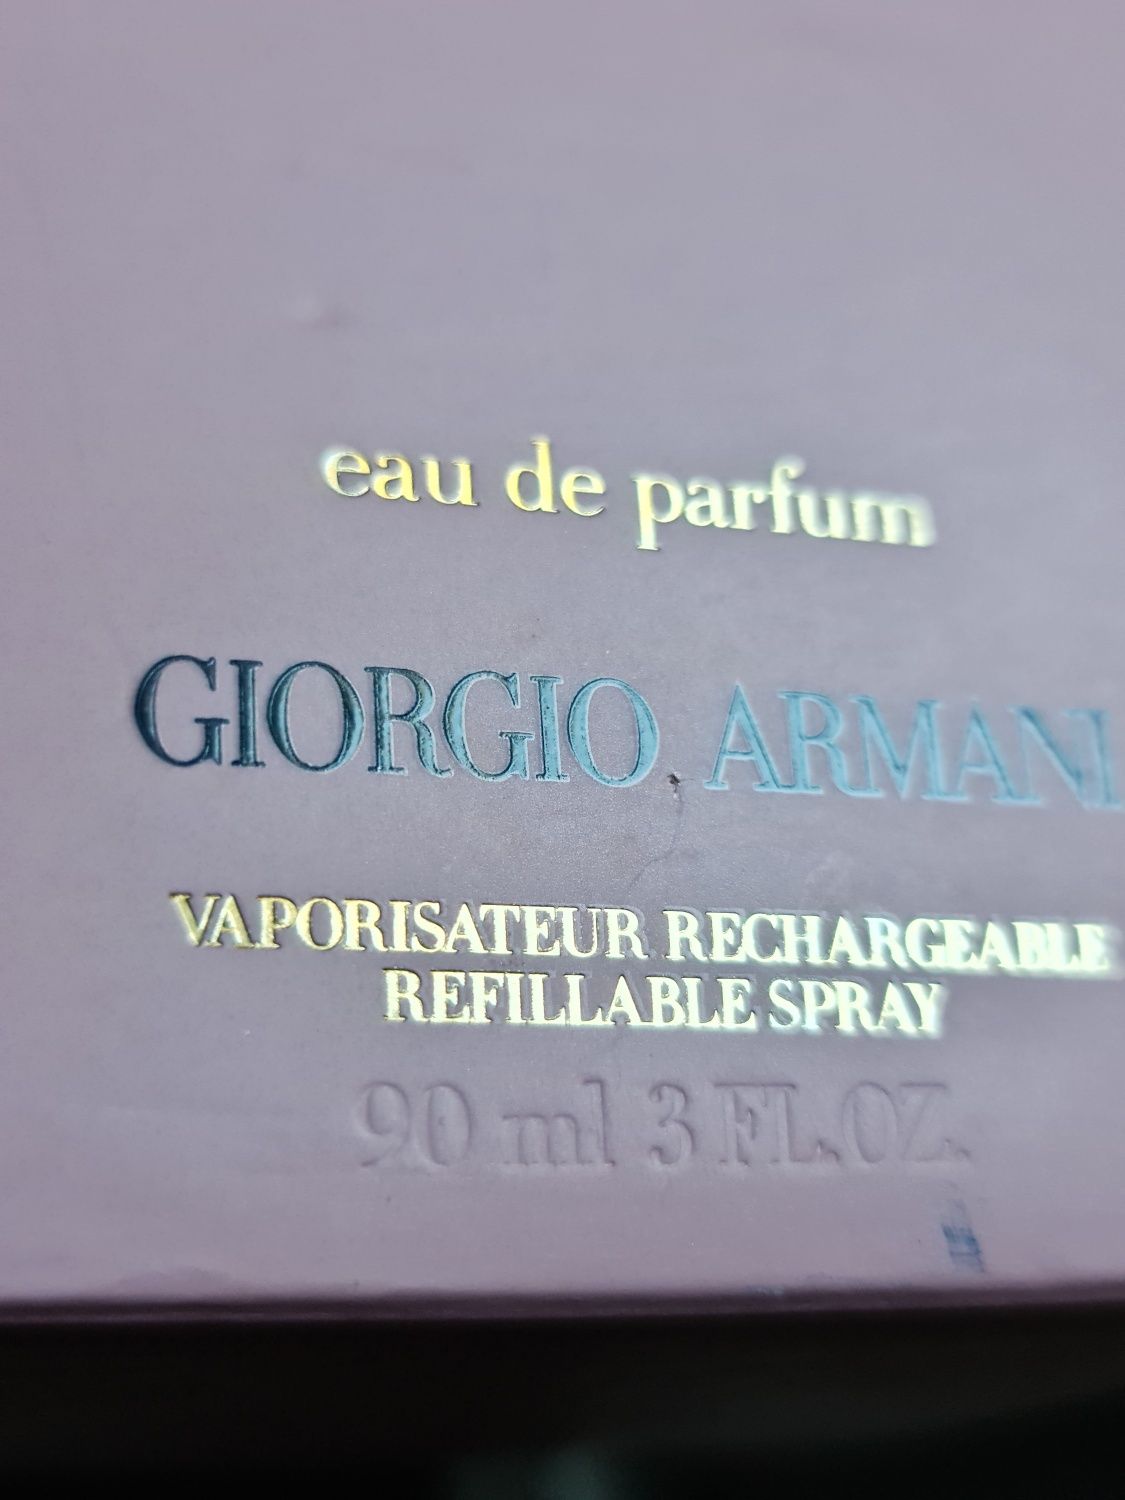 eau de parfum
GIORGIO ARMANI
VAPORISATEUR RECHARGEABLE
REFILLABLE SPRAY
90 ml 3 FL.OZ.